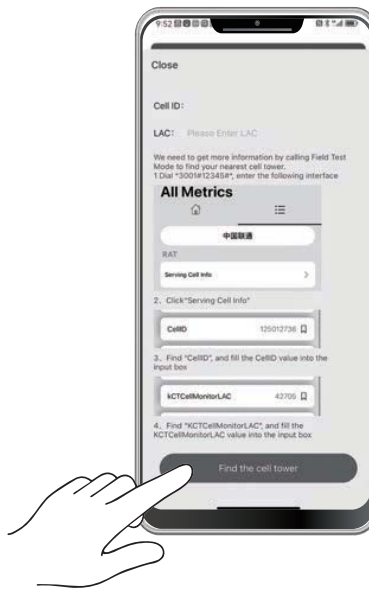 9:52
Close
Cell ID:
LAC: Please Enter LAC
We need to get more information by calling Field Test
Mode to find your nearest cell tower.
1 Dial "3001#12345#", enter the following interface
All Metrics
中国联通
RAT
Serving Cell Info
2、Click"Serving Cell Info"
CellID 125012736
3、Find "CellID", and fill the CellID value into the
input box
kCTCellMonitorLAC 42705
4、Find "KCTCellMonitorLAC", and fill the
KCTCellMonitorLAC value into the input box
Find the cell tower